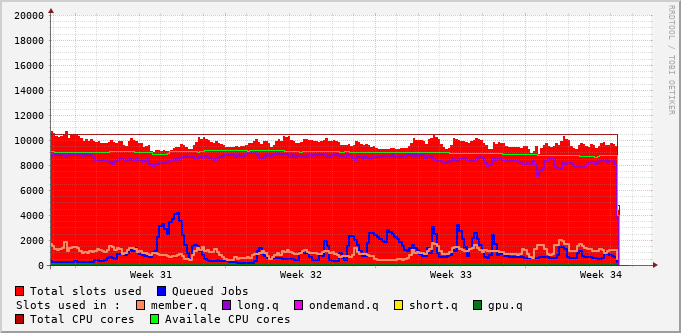 RRDTOOL / TOBI OETIKER
20000
18000
16000
14000
12000
10000
8000
6000
4000
2000
0
Week 31 Week 32 Week 33 Week 34
Total slots used Queued Jobs
Slots used in : member.q long.q ondemand.q short.q gpu.q
Total CPU cores Availale CPU cores